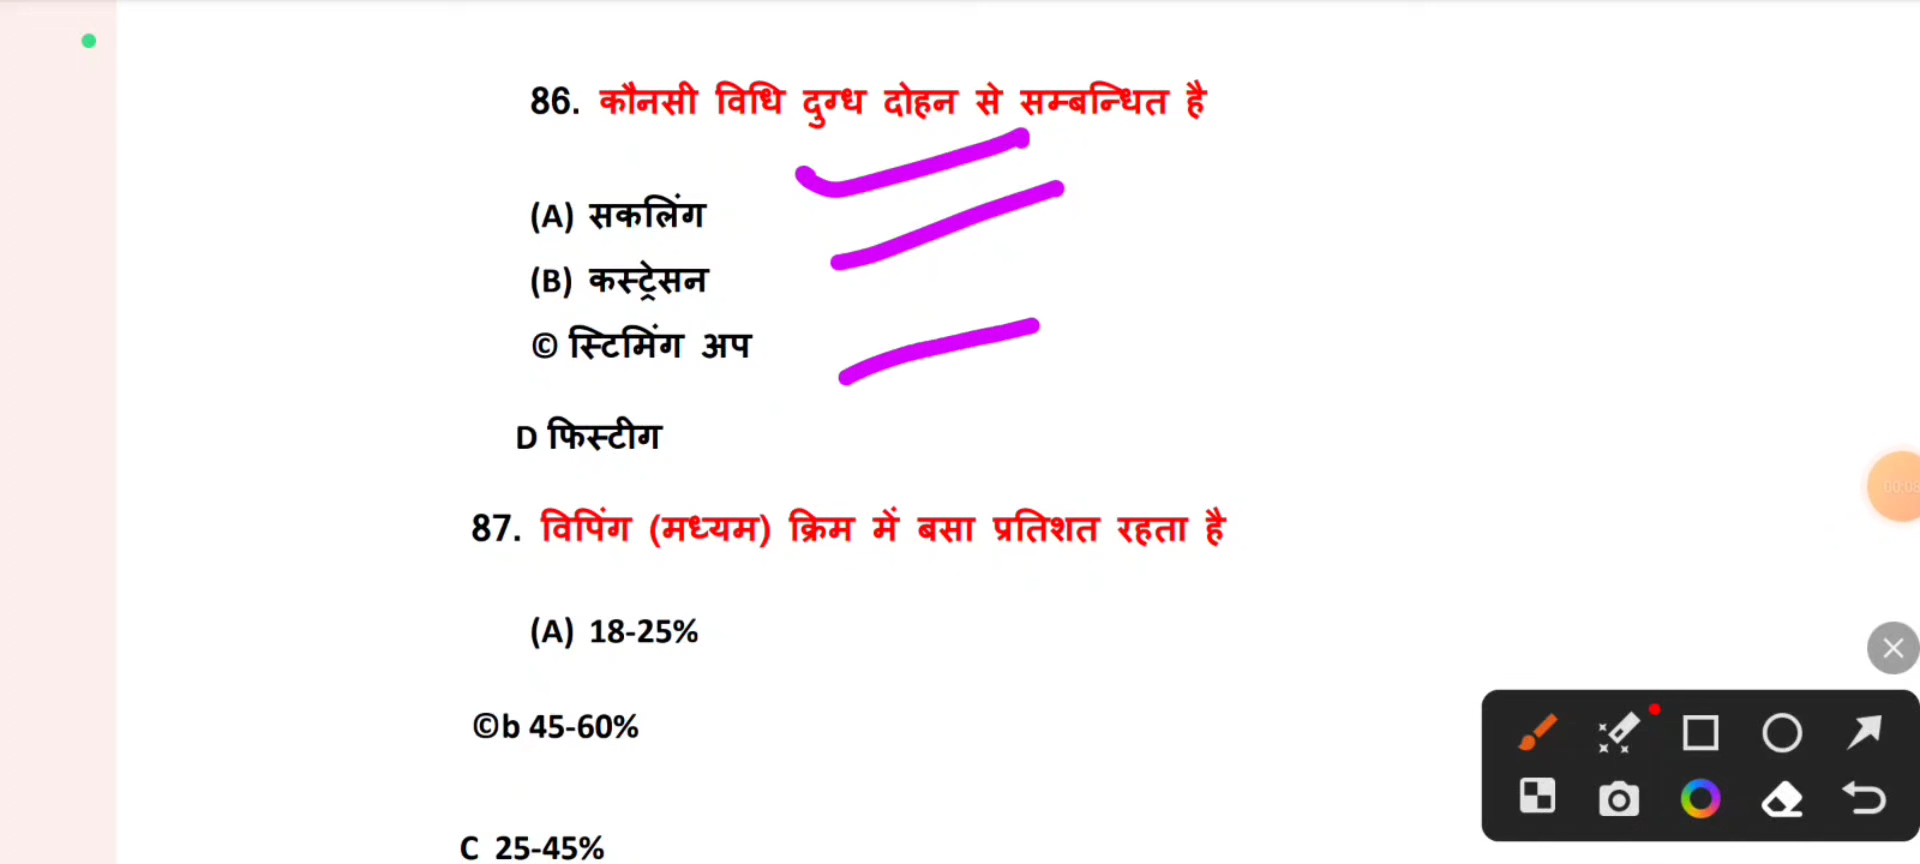 86. कौनसी विधि दुग्ध दोहन से सम्बन्धित है
(A) सकलिंग
(B) कस्ट्रेसन
© स्टिमिंग अप
D फिस्टीग
87. विपिंग (मध्यम) क्रिम में बसा प्रतिशत रहता है
(A) 18-25%
©b 45-60%
C 25-45%